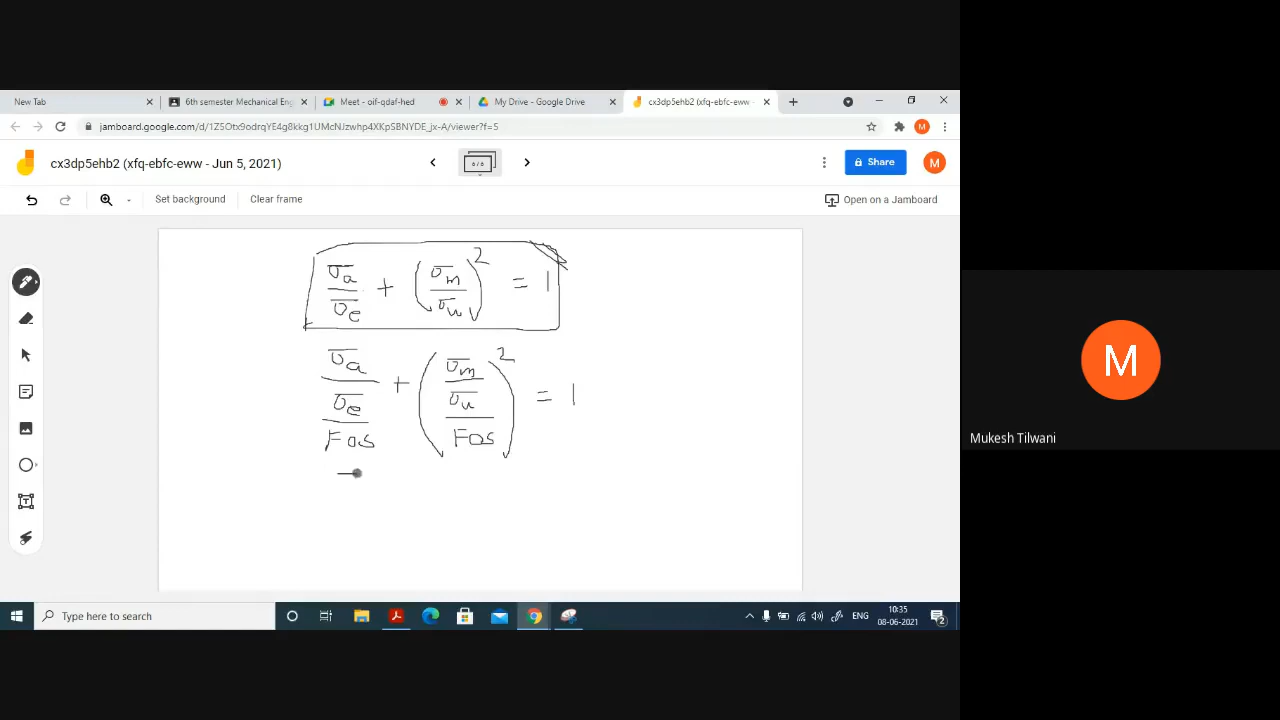 New Tab
6th semester Mechanical Eng
Meet - oif-qdaf-hed
My Drive - Google Drive
cx3dp5ehb2 (xfq-ebfc-eww -
jamboard.google.com/d/1ZSOtx9odrqYE4g8kkg1UMcNJzwhp4XKpSBNYDE_jx-A/viewer?f=5
M
cx3dp5ehb2 (xfq-ebfc-eww - Jun 5, 2021)
6 / 6
Share
M
Set background
Clear frame
Open on a Jamboard
σa/σe + (σm/σu)² = 1
σa/(σe/FOS) + (σm/(σu/FOS))² = 1
M
Mukesh Tilwani
Type here to search
ENG
10:35
08-06-2021
2